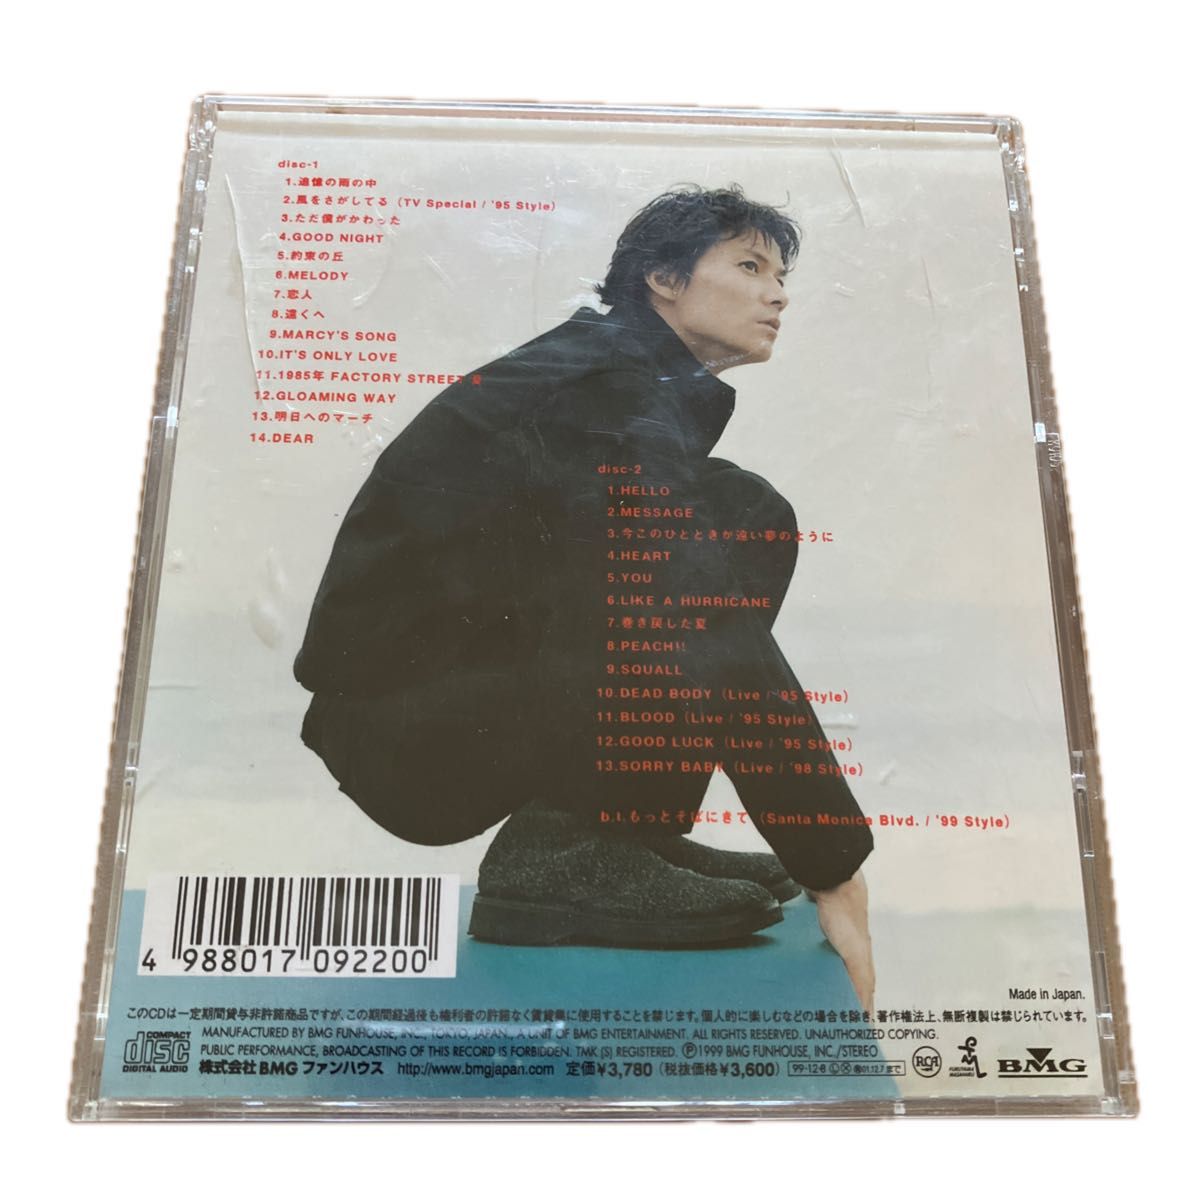 disc-1
1.追憶の雨の中
2.風をさがしてる（TV Special / '95 Style）
3.ただ僕がかわった
4.GOOD NIGHT
5.約束の丘
6.MELODY
7.恋人
8.遠くへ
9.MARCY'S SONG
10.IT'S ONLY LOVE
11.1985年 FACTORY STREET 夏
12.GLOAMING WAY
13.明日へのマーチ
14.DEAR
disc-2
1.HELLO
2.MESSAGE
3.今このひとときが遠い夢のように
4.HEART
5.YOU
6.LIKE A HURRICANE
7.巻き戻した夏
8.PEACH!!
9.SQUALL
10.DEAD BODY（Live / '95 Style）
11.BLOOD（Live / '95 Style）
12.GOOD LUCK（Live / '95 Style）
13.SORRY BABY（Live / '98 Style）
b.t.もっとそばにきて（Santa Monica Blvd. / '99 Style）
4 988017 092200
Made in Japan.
このCDは一定期間貸与非許諾商品ですが、この期間経過後も権利者の許諾なく賃貸業に使用することを禁じます。個人的に楽しむなどの場合を除き、著作権法上、無断複製は禁じられています。
COMPACT disc DIGITAL AUDIO
MANUFACTURED BY BMG FUNHOUSE, INC., TOKYO, JAPAN., A UNIT OF BMG ENTERTAINMENT. ALL RIGHTS RESERVED. UNAUTHORIZED COPYING.
PUBLIC PERFORMANCE, BROADCASTING OF THIS RECORD IS FORBIDDEN. TMK (S) REGISTERED. Ⓟ1999 BMG FUNHOUSE, INC./STEREO
株式会社BMG ファンハウス http://www.bmgjapan.com 定価¥3,780（税抜価格¥3,600） 99·12·8 Ⓛ Ⓧ 01.12.7 まで
RCA
FUKUYAMA MASAHARU
BMG